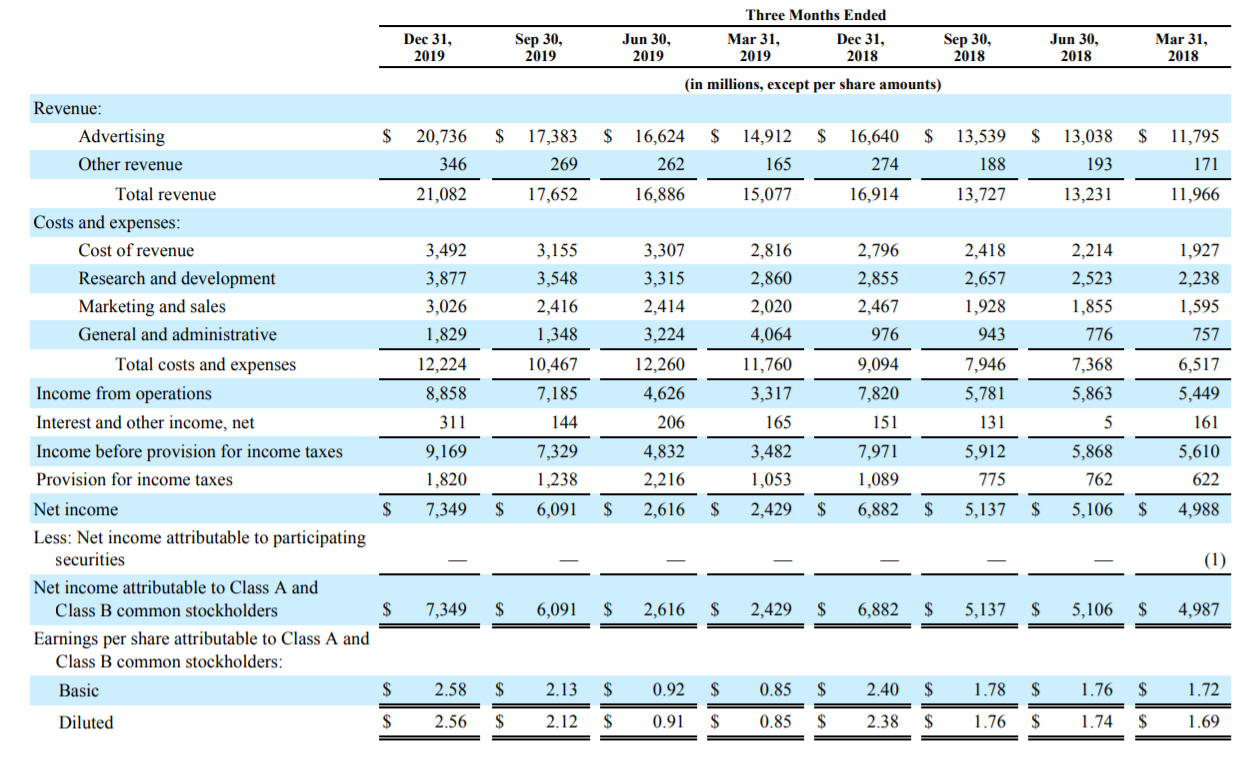 Three Months Ended
Dec 31, Sep 30, Jun 30, Mar 31, Dec 31, Sep 30, Jun 30, Mar 31,
2019 2019 2019 2019 2018 2018 2018 2018
(in millions, except per share amounts)
Revenue:
Advertising $ 20,736 $ 17,383 $ 16,624 $ 14,912 $ 16,640 $ 13,539 $ 13,038 $ 11,795
Other revenue 346 269 262 165 274 188 193 171
Total revenue 21,082 17,652 16,886 15,077 16,914 13,727 13,231 11,966
Costs and expenses:
Cost of revenue 3,492 3,155 3,307 2,816 2,796 2,418 2,214 1,927
Research and development 3,877 3,548 3,315 2,860 2,855 2,657 2,523 2,238
Marketing and sales 3,026 2,416 2,414 2,020 2,467 1,928 1,855 1,595
General and administrative 1,829 1,348 3,224 4,064 976 943 776 757
Total costs and expenses 12,224 10,467 12,260 11,760 9,094 7,946 7,368 6,517
Income from operations 8,858 7,185 4,626 3,317 7,820 5,781 5,863 5,449
Interest and other income, net 311 144 206 165 151 131 5 161
Income before provision for income taxes 9,169 7,329 4,832 3,482 7,971 5,912 5,868 5,610
Provision for income taxes 1,820 1,238 2,216 1,053 1,089 775 762 622
Net income $ 7,349 $ 6,091 $ 2,616 $ 2,429 $ 6,882 $ 5,137 $ 5,106 $ 4,988
Less: Net income attributable to participating
securities — — — — — — — (1)
Net income attributable to Class A and
Class B common stockholders $ 7,349 $ 6,091 $ 2,616 $ 2,429 $ 6,882 $ 5,137 $ 5,106 $ 4,987
Earnings per share attributable to Class A and
Class B common stockholders:
Basic $ 2.58 $ 2.13 $ 0.92 $ 0.85 $ 2.40 $ 1.78 $ 1.76 $ 1.72
Diluted $ 2.56 $ 2.12 $ 0.91 $ 0.85 $ 2.38 $ 1.76 $ 1.74 $ 1.69